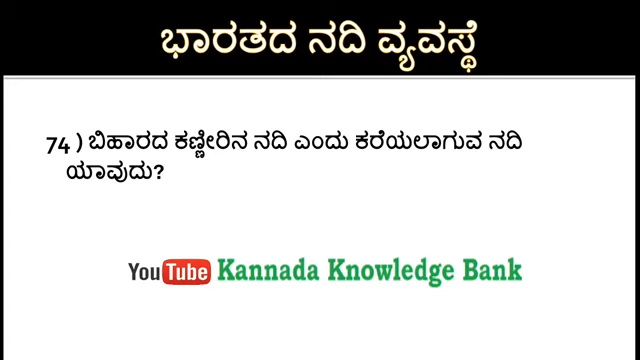 ಭಾರತದ ನದಿ ವ್ಯವಸ್ಥೆ
74 ) ಬಿಹಾರದ ಕಣ್ಣೀರಿನ ನದಿ ಎಂದು ಕರೆಯಲಾಗುವ ನದಿ
ಯಾವುದು?
YouTube Kannada Knowledge Bank